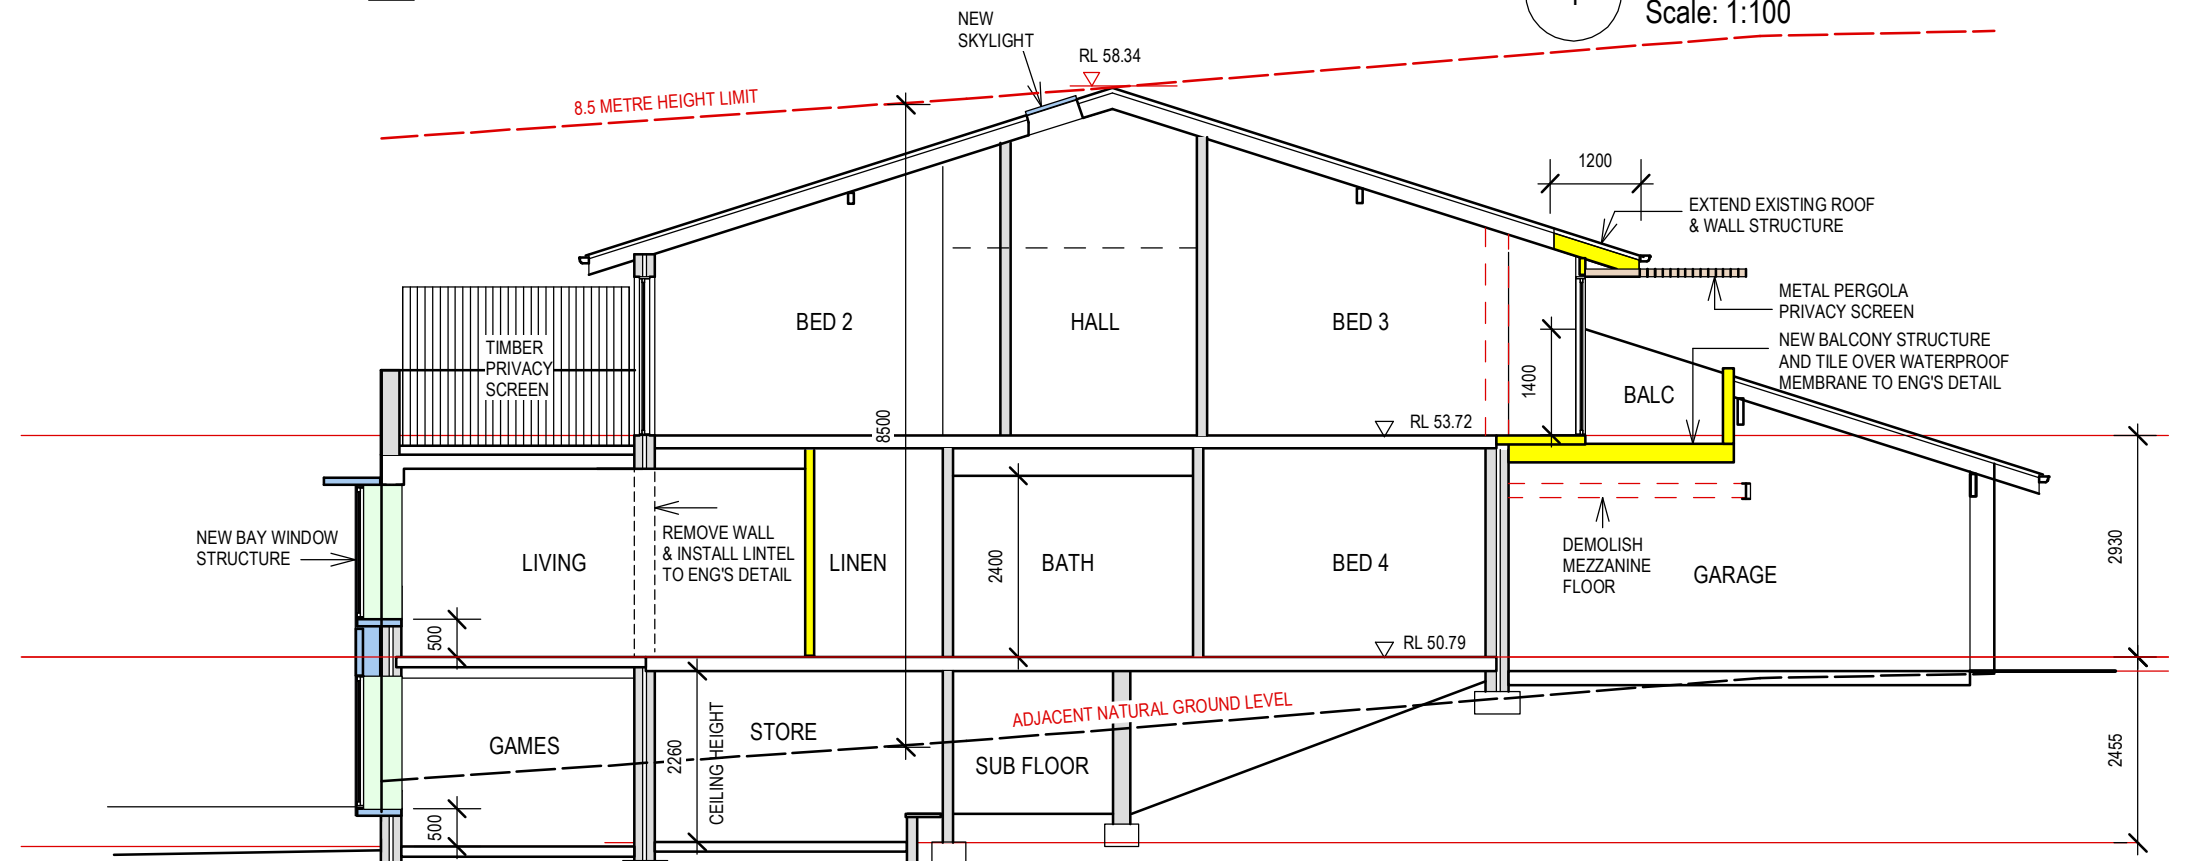 Scale: 1:100
NEW
SKYLIGHT
RL 58.34
8.5 METRE HEIGHT LIMIT
1200
EXTEND EXISTING ROOF
& WALL STRUCTURE
METAL PERGOLA
PRIVACY SCREEN
NEW BALCONY STRUCTURE
AND TILE OVER WATERPROOF
MEMBRANE TO ENG'S DETAIL
TIMBER
PRIVACY
SCREEN
BED 2
HALL
BED 3
1400
BALC
8500
RL 53.72
NEW BAY WINDOW
STRUCTURE
LIVING
REMOVE WALL
& INSTALL LINTEL
TO ENG'S DETAIL
LINEN
2400
BATH
BED 4
DEMOLISH
MEZZANINE
FLOOR
GARAGE
2930
500
RL 50.79
ADJACENT NATURAL GROUND LEVEL
GAMES
2260
CEILING HEIGHT
STORE
SUB FLOOR
2455
500